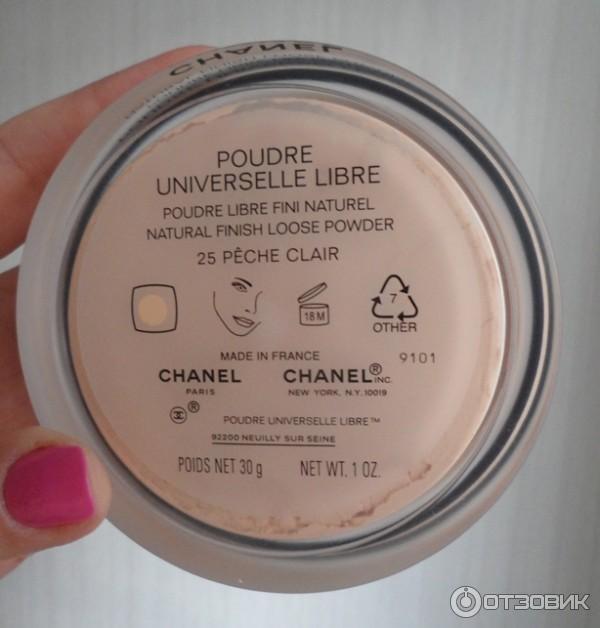 CHANEL
POUDRE
UNIVERSELLE LIBRE
POUDRE LIBRE FINI NATUREL
NATURAL FINISH LOOSE POWDER
25 PÊCHE CLAIR
18 M
7
OTHER
MADE IN FRANCE
9101
CHANEL CHANEL® INC.
PARIS NEW YORK, N.Y. 10019
®
POUDRE UNIVERSELLE LIBRE™
92200 NEUILLY SUR SEINE
POIDS NET 30 g NET WT. 1 OZ.
ОТЗОВИК